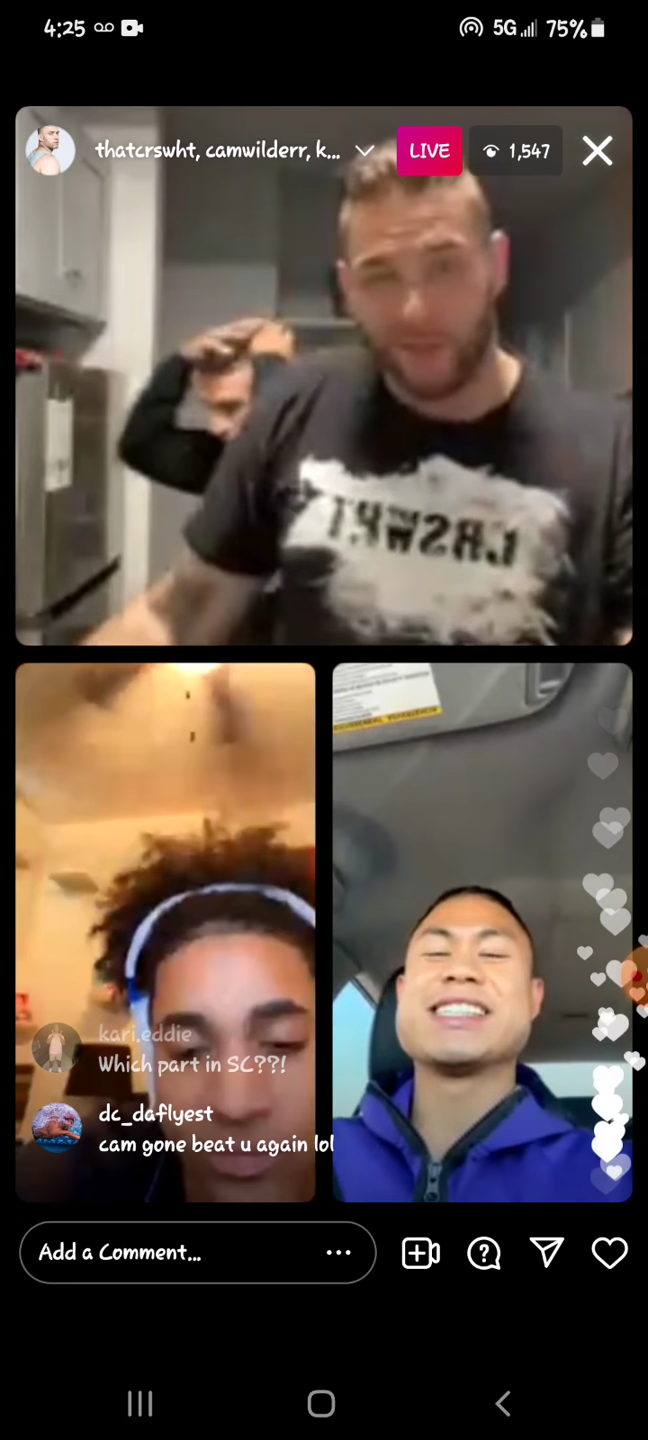 4:25
5G
75%
thatcrswht, camwilderr, k...
LIVE
1,547
CRSWHT
kari.eddie
Which part in SC??!
dc_daflyest
cam gone beat u again lol
Add a Comment...